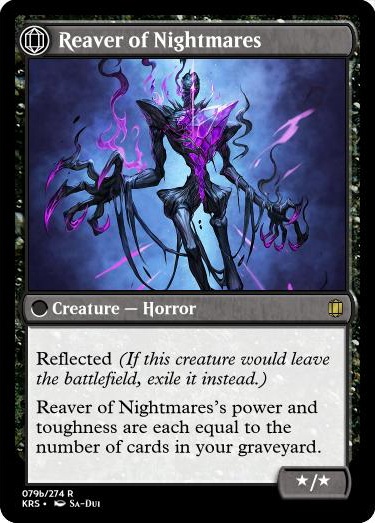 Reaver of Nightmares
Creature — Horror
Reflected (If this creature would leave
the battlefield, exile it instead.)
Reaver of Nightmares's power and
toughness are each equal to the
number of cards in your graveyard.
★/★
079b/274 R
KRS • Sa-Dui